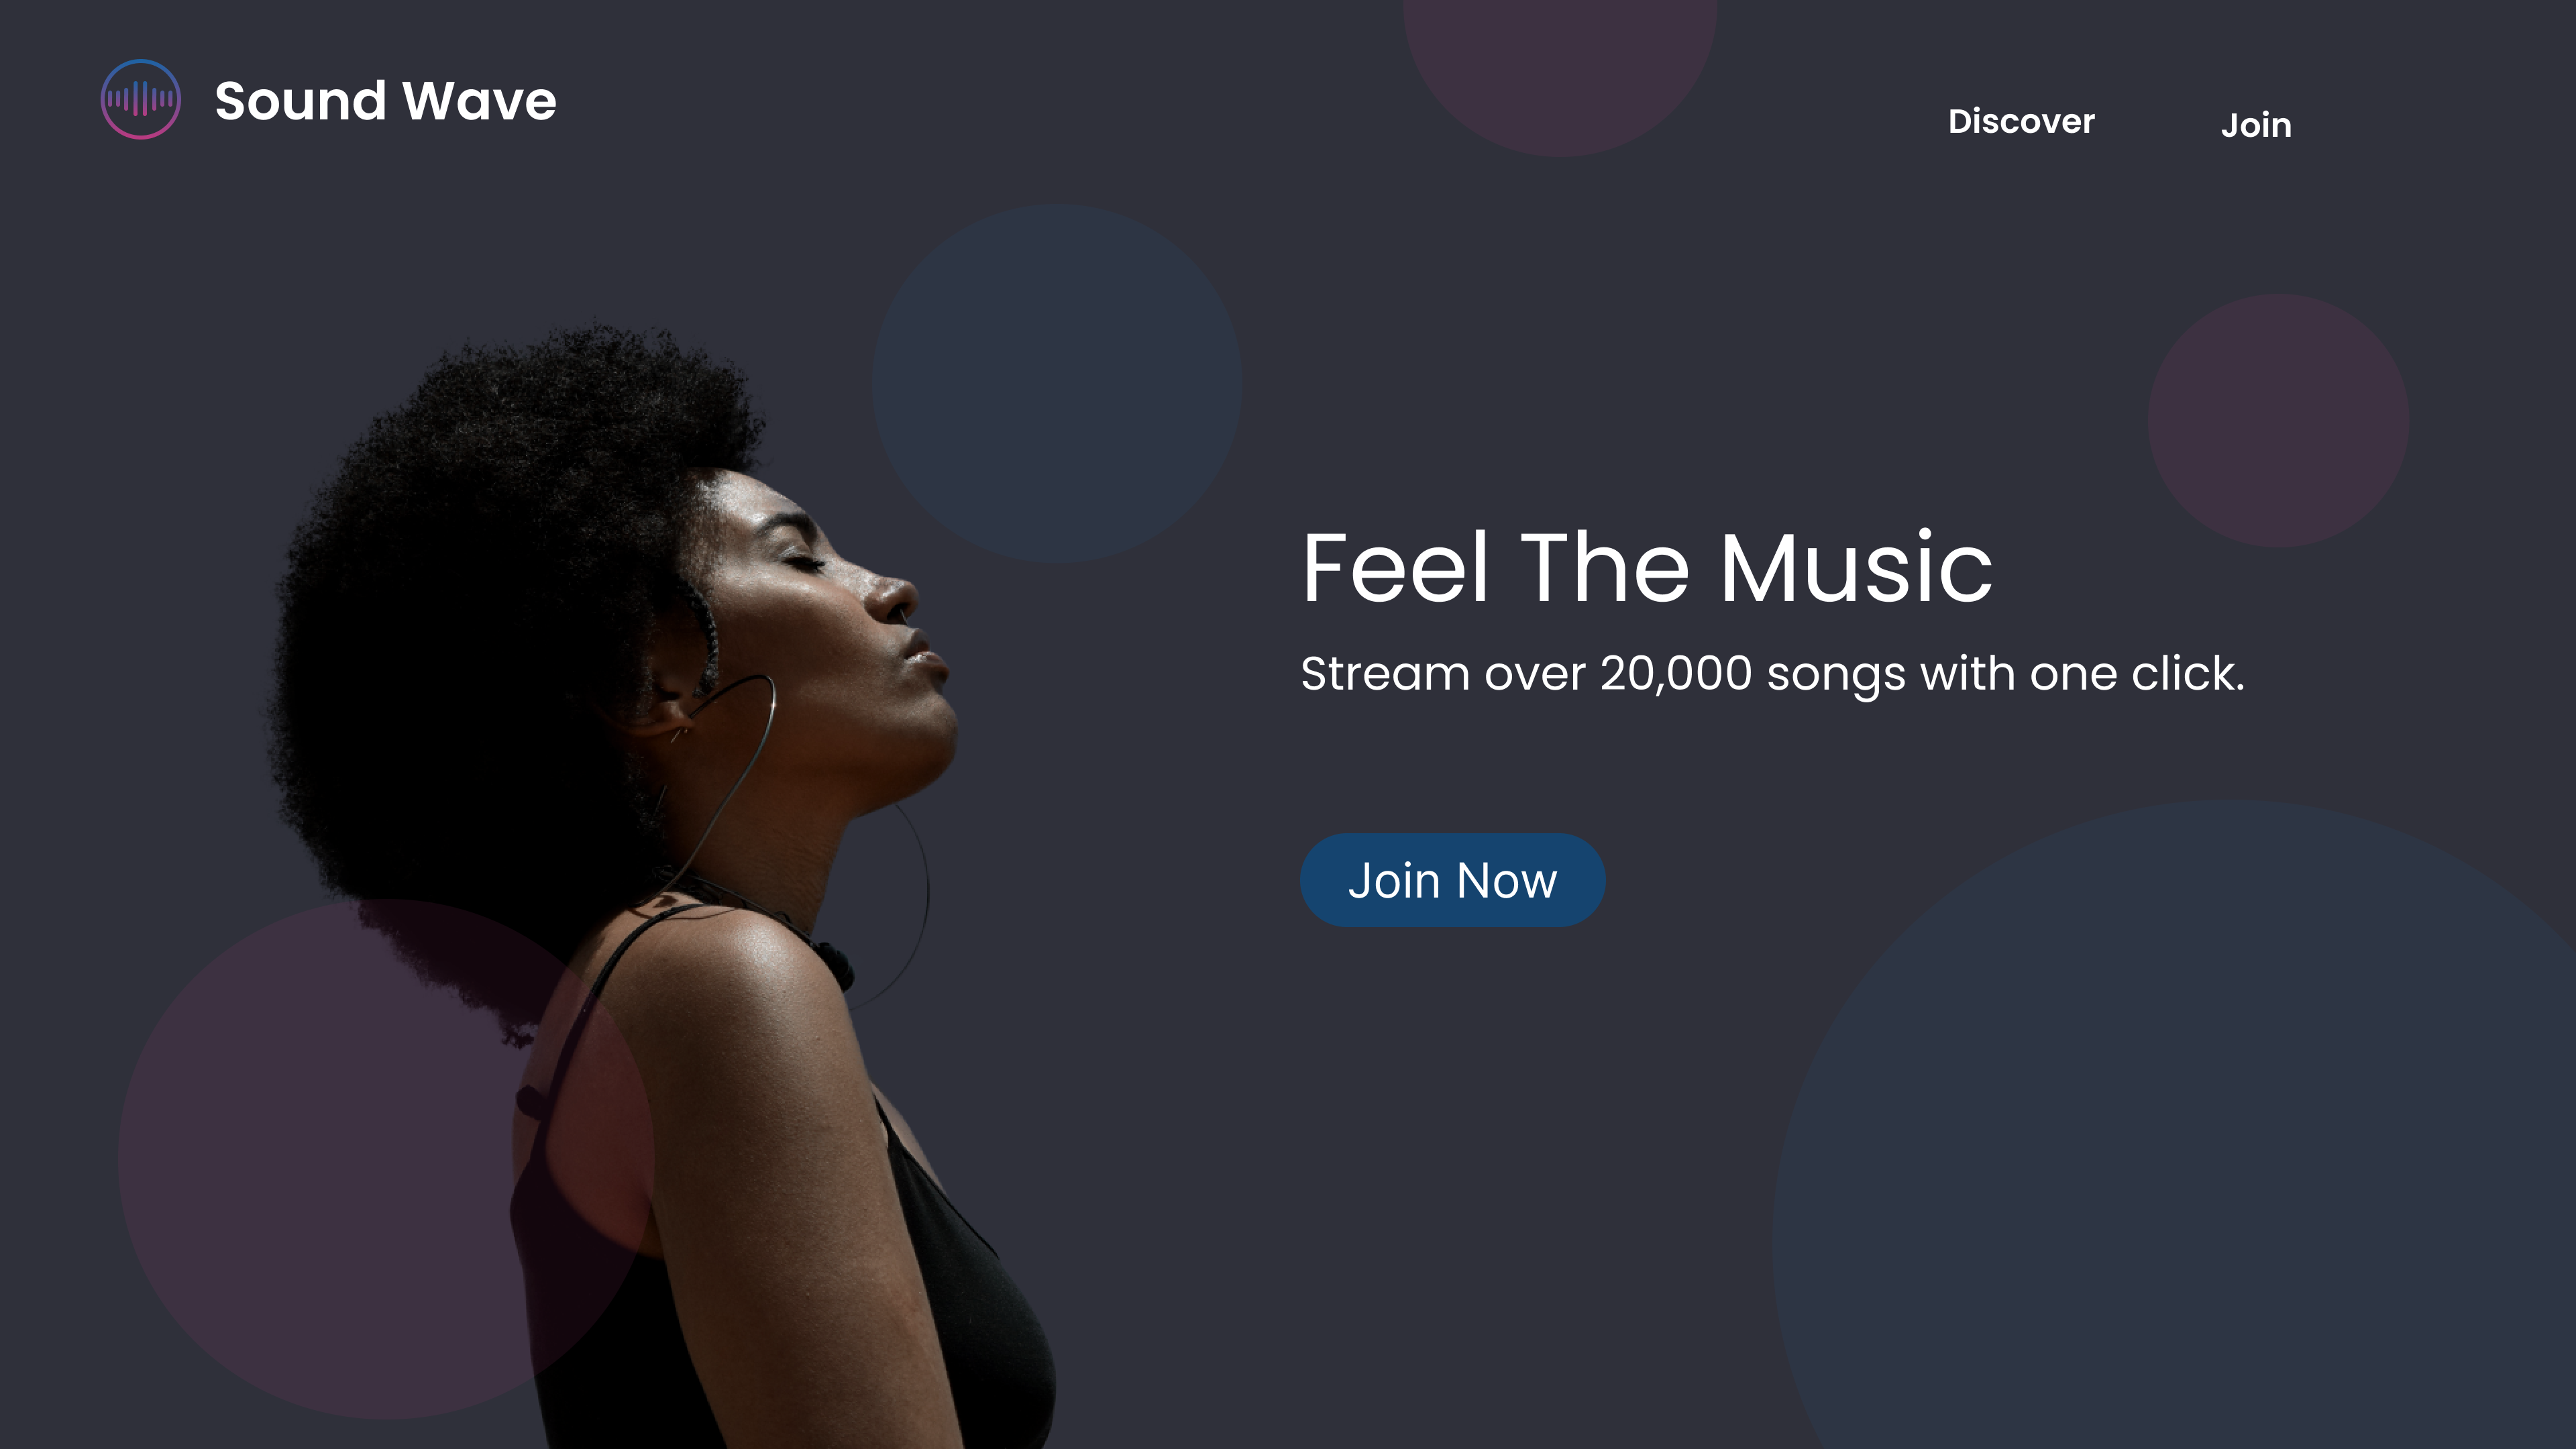 Sound Wave
Discover
Join
Feel The Music
Stream over 20,000 songs with one click.
Join Now